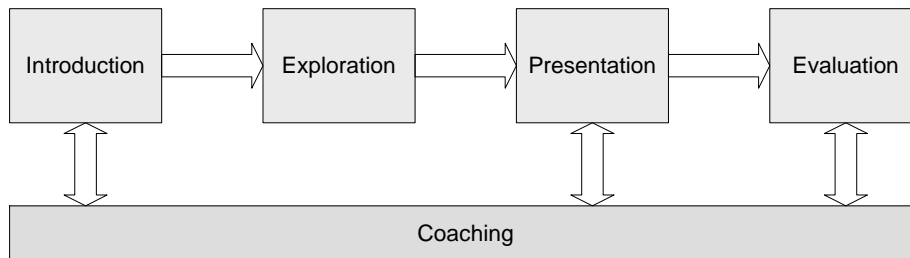 Introduction
Exploration
Presentation
Evaluation
Coaching